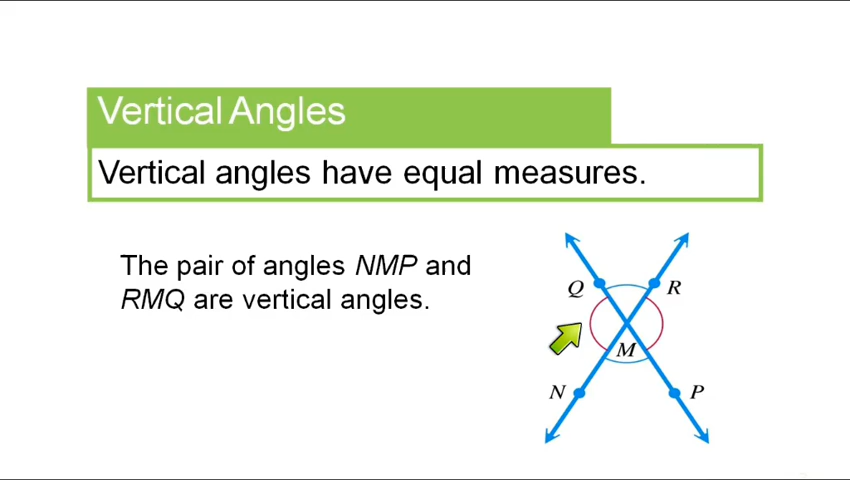 Vertical Angles
Vertical angles have equal measures.
The pair of angles NMP and
RMQ are vertical angles.
Q
R
M
N
P